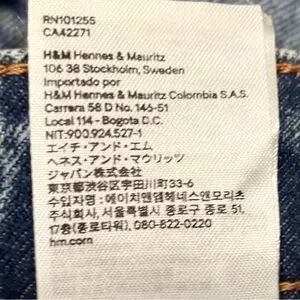 RN101255
CA42271
H&M Hennes & Mauritz
106 38 Stockholm, Sweden
Importado por
H&M Hennes & Mauritz Colombia S.A.S.
Carrera 58 D No. 146-51
Local 114 - Bogota D.C.
NIT:900.924.527-1
エイチ・アンド・エム
ヘネス・アンド・マウリッツ
ジャパン株式会社
東京都渋谷区宇田川町33-6
수입자명 : 에이치앤엠헤네스앤모리츠
주식회사, 서울특별시 종로구 종로 51,
17층(종로2가), 080-822-0220
hm.com